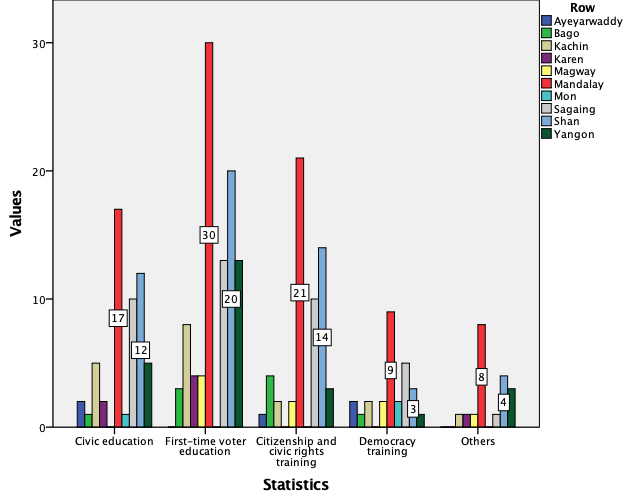 Row
Ayeyarwaddy
Bago
Kachin
Karen
Magway
Mandalay
Mon
Sagaing
Shan
Yangon
Values
30
20
10
0
17
12
30
20
21
14
9
3
8
4
Civic education
First-time voter
education
Citizenship and
civic rights
training
Democracy
training
Others
Statistics